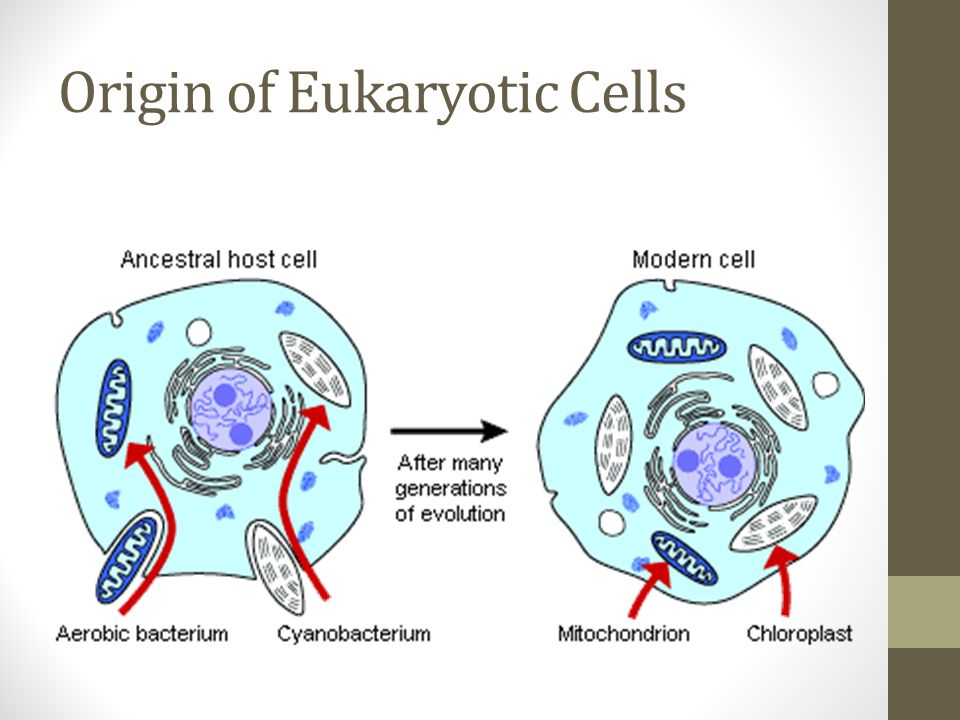 Origin of Eukaryotic Cells
Ancestral host cell
Modern cell
After many
generations
of evolution
Aerobic bacterium
Cyanobacterium
Mitochondrion
Chloroplast